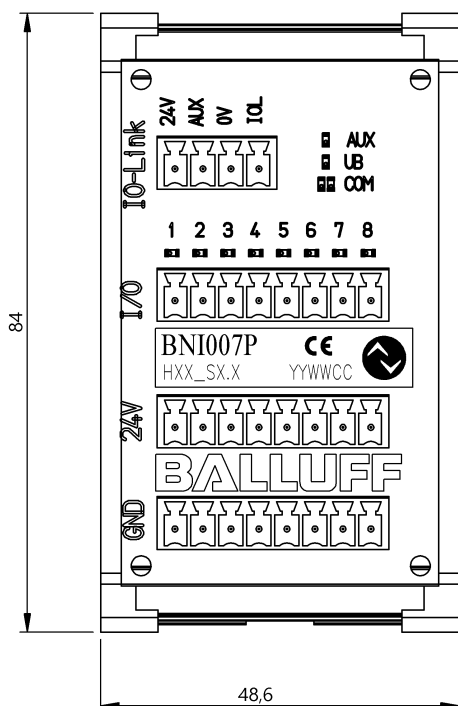 24V AUX 0V IOL
IO-Link
AUX
UB
COM
1 2 3 4 5 6 7 8
I/O
BNI007P CE
HXX_SX.X YYWWCC
24V
BALLUFF
GND
84
48,6